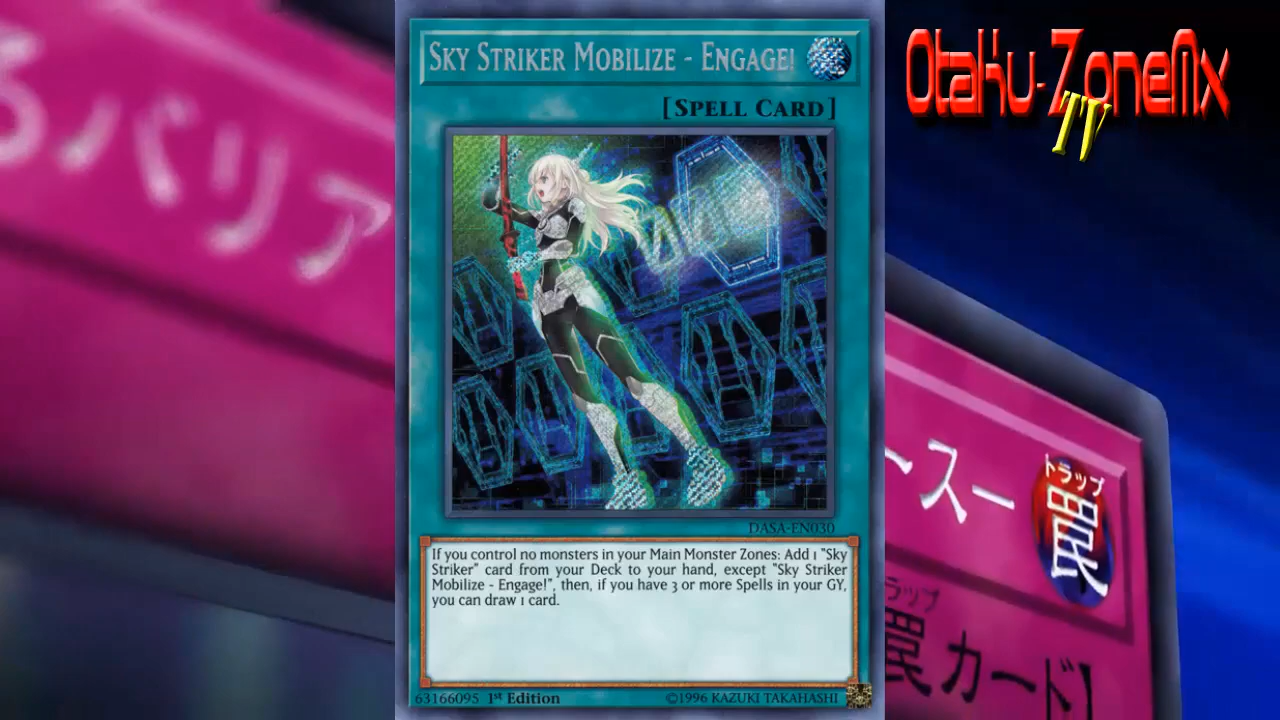 SKY STRIKER MOBILIZE - ENGAGE!
[SPELL CARD]
DASA-EN030
If you control no monsters in your Main Monster Zones: Add 1 "Sky
Striker" card from your Deck to your hand, except "Sky Striker
Mobilize - Engage!", then, if you have 3 or more Spells in your GY,
you can draw 1 card.
63166095 1st Edition
©1996 KAZUKI TAKAHASHI
Otaku-ZoneMx
TV
バリア
ースー
トラップ
罠
ラップ
罠カード】